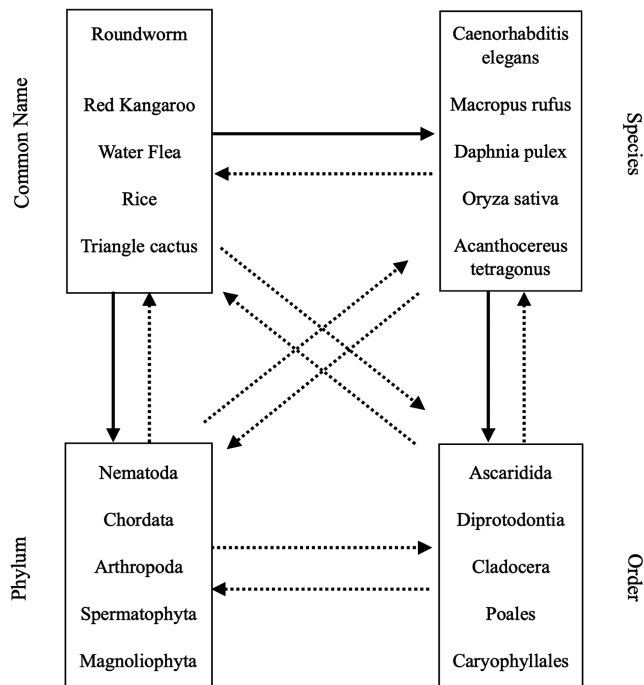 Common Name
Roundworm
Red Kangaroo
Water Flea
Rice
Triangle cactus
Species
Caenorhabditis
elegans
Macropus rufus
Daphnia pulex
Oryza sativa
Acanthocereus
tetragonus
Phylum
Nematoda
Chordata
Arthropoda
Spermatophyta
Magnoliophyta
Order
Ascaridida
Diprotodontia
Cladocera
Poales
Caryophyllales